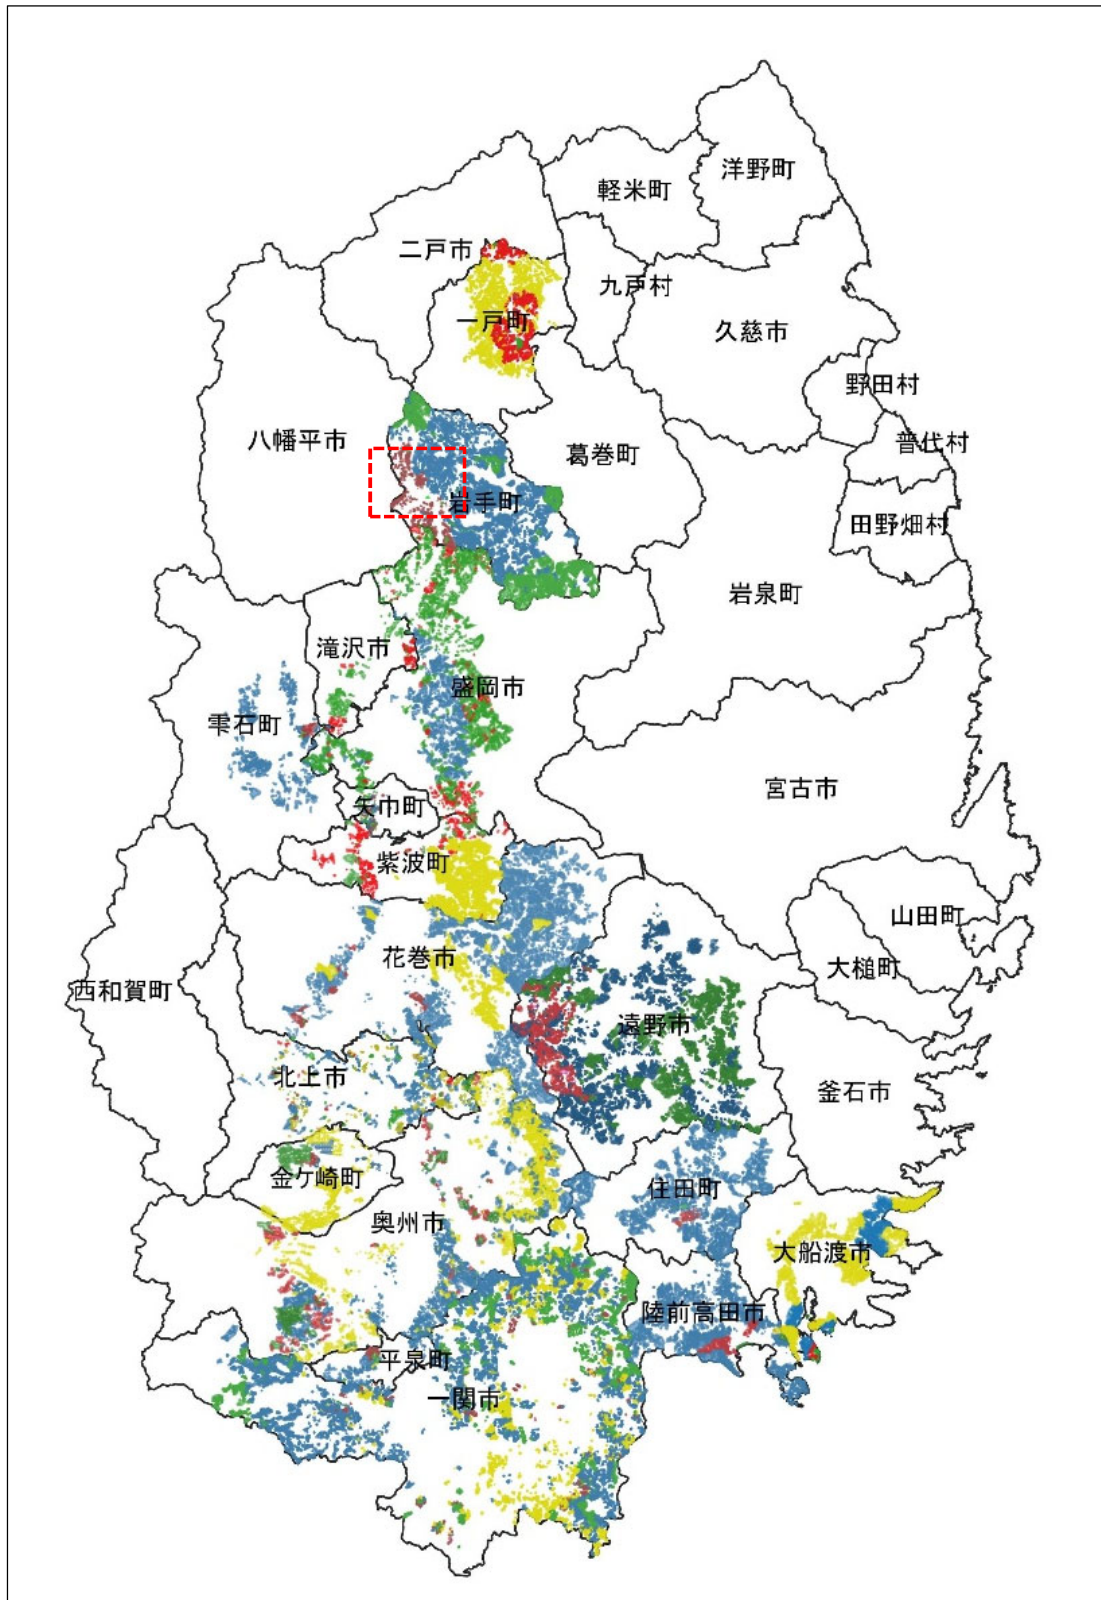 洋野町
軽米町
二戸市
九戸村
一戸町
久慈市
野田村
八幡平市
普代村
葛巻町
岩手町
田野畑村
岩泉町
滝沢市
盛岡市
雫石町
宮古市
矢巾町
紫波町
山田町
花巻市
大槌町
西和賀町
遠野市
北上市
釜石市
金ケ崎町
住田町
奥州市
大船渡市
陸前高田市
平泉町
一関市